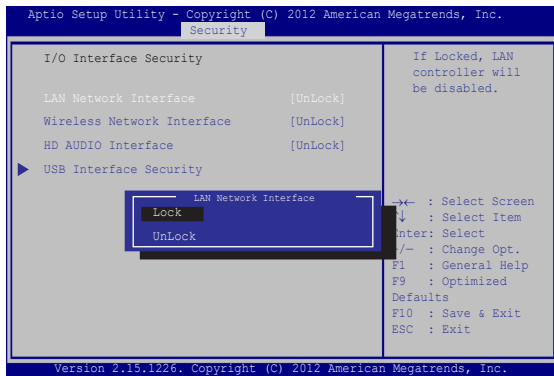 Aptio Setup Utility - Copyright (C) 2012 American Megatrends, Inc.
Security
I/O Interface Security
LAN Network Interface [UnLock]
Wireless Network Interface [UnLock]
HD AUDIO Interface [UnLock]
USB Interface Security
LAN Network Interface
Lock
UnLock
If Locked, LAN
controller will
be disabled.
→← : Select Screen
↑↓ : Select Item
Enter: Select
+/— : Change Opt.
F1 : General Help
F9 : Optimized
Defaults
F10 : Save & Exit
ESC : Exit
Version 2.15.1226. Copyright (C) 2012 American Megatrends, Inc.